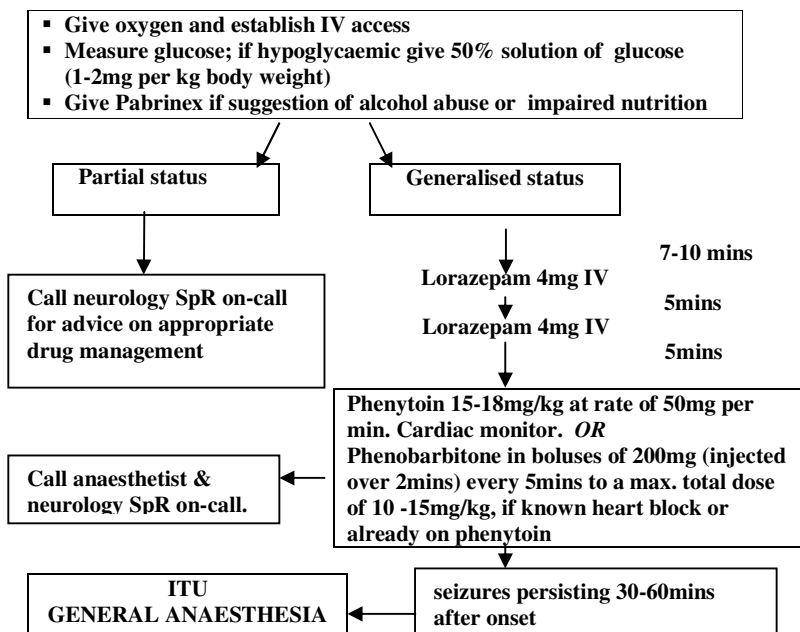 ▪ Give oxygen and establish IV access
▪ Measure glucose; if hypoglycaemic give 50% solution of glucose
(1-2mg per kg body weight)
▪ Give Pabrinex if suggestion of alcohol abuse or impaired nutrition
Partial status
Generalised status
7-10 mins
Lorazepam 4mg IV
5mins
Lorazepam 4mg IV
5mins
Call neurology SpR on-call
for advice on appropriate
drug management
Phenytoin 15-18mg/kg at rate of 50mg per
min. Cardiac monitor. OR
Phenobarbitone in boluses of 200mg (injected
over 2mins) every 5mins to a max. total dose
of 10 -15mg/kg, if known heart block or
already on phenytoin
Call anaesthetist &
neurology SpR on-call.
ITU
GENERAL ANAESTHESIA
seizures persisting 30-60mins
after onset